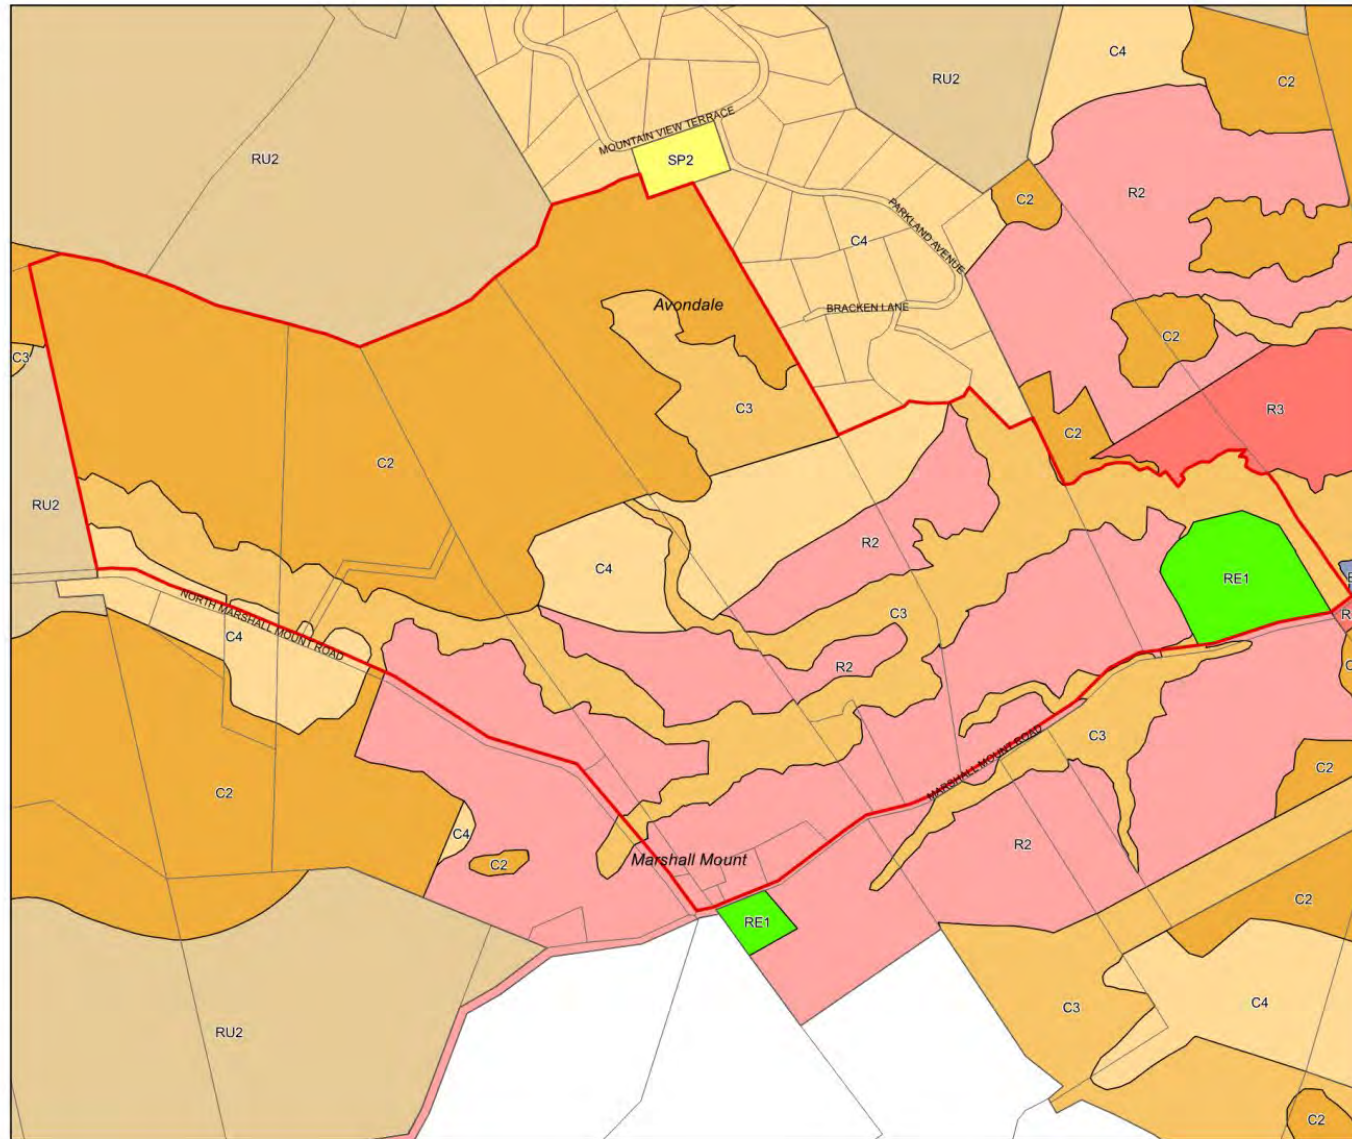 C4
RU2
C2
MOUNTAIN VIEW TERRACE
SP2
RU2
C2
R2
PARKLAND AVENUE
C4
Avondale
BRACKEN LANE
C2
C3
C3
R3
C2
C2
RU2
R2
C4
RE1
NORTH MARSHALL MOUNT ROAD
C4
C3
R2
C3
MARSHALL MOUNT ROAD
C2
C2
C4
C2
Marshall Mount
R2
C2
RE1
C3
C4
RU2
C2